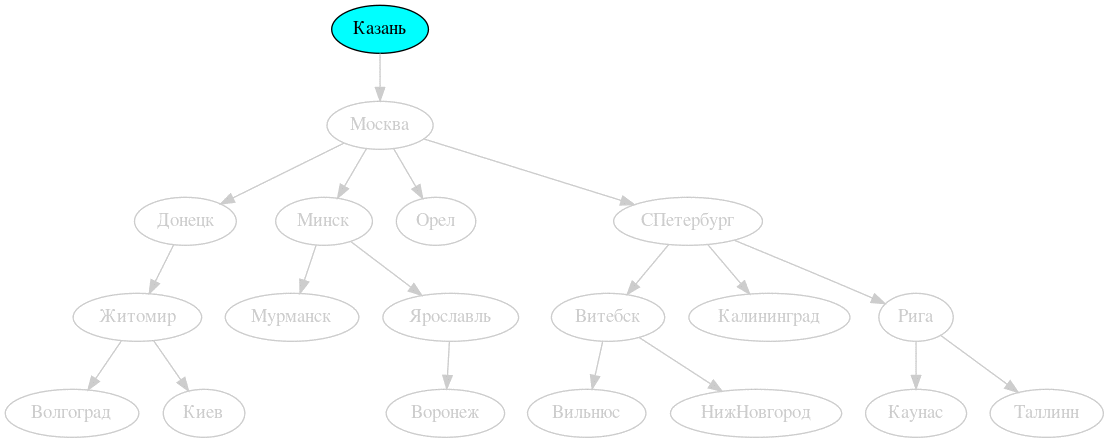 Казань
Москва
Донецк
Минск
Орел
СПетербург
Житомир
Мурманск
Ярославль
Витебск
Калининград
Рига
Волгоград
Киев
Воронеж
Вильнюс
НижНовгород
Каунас
Таллинн